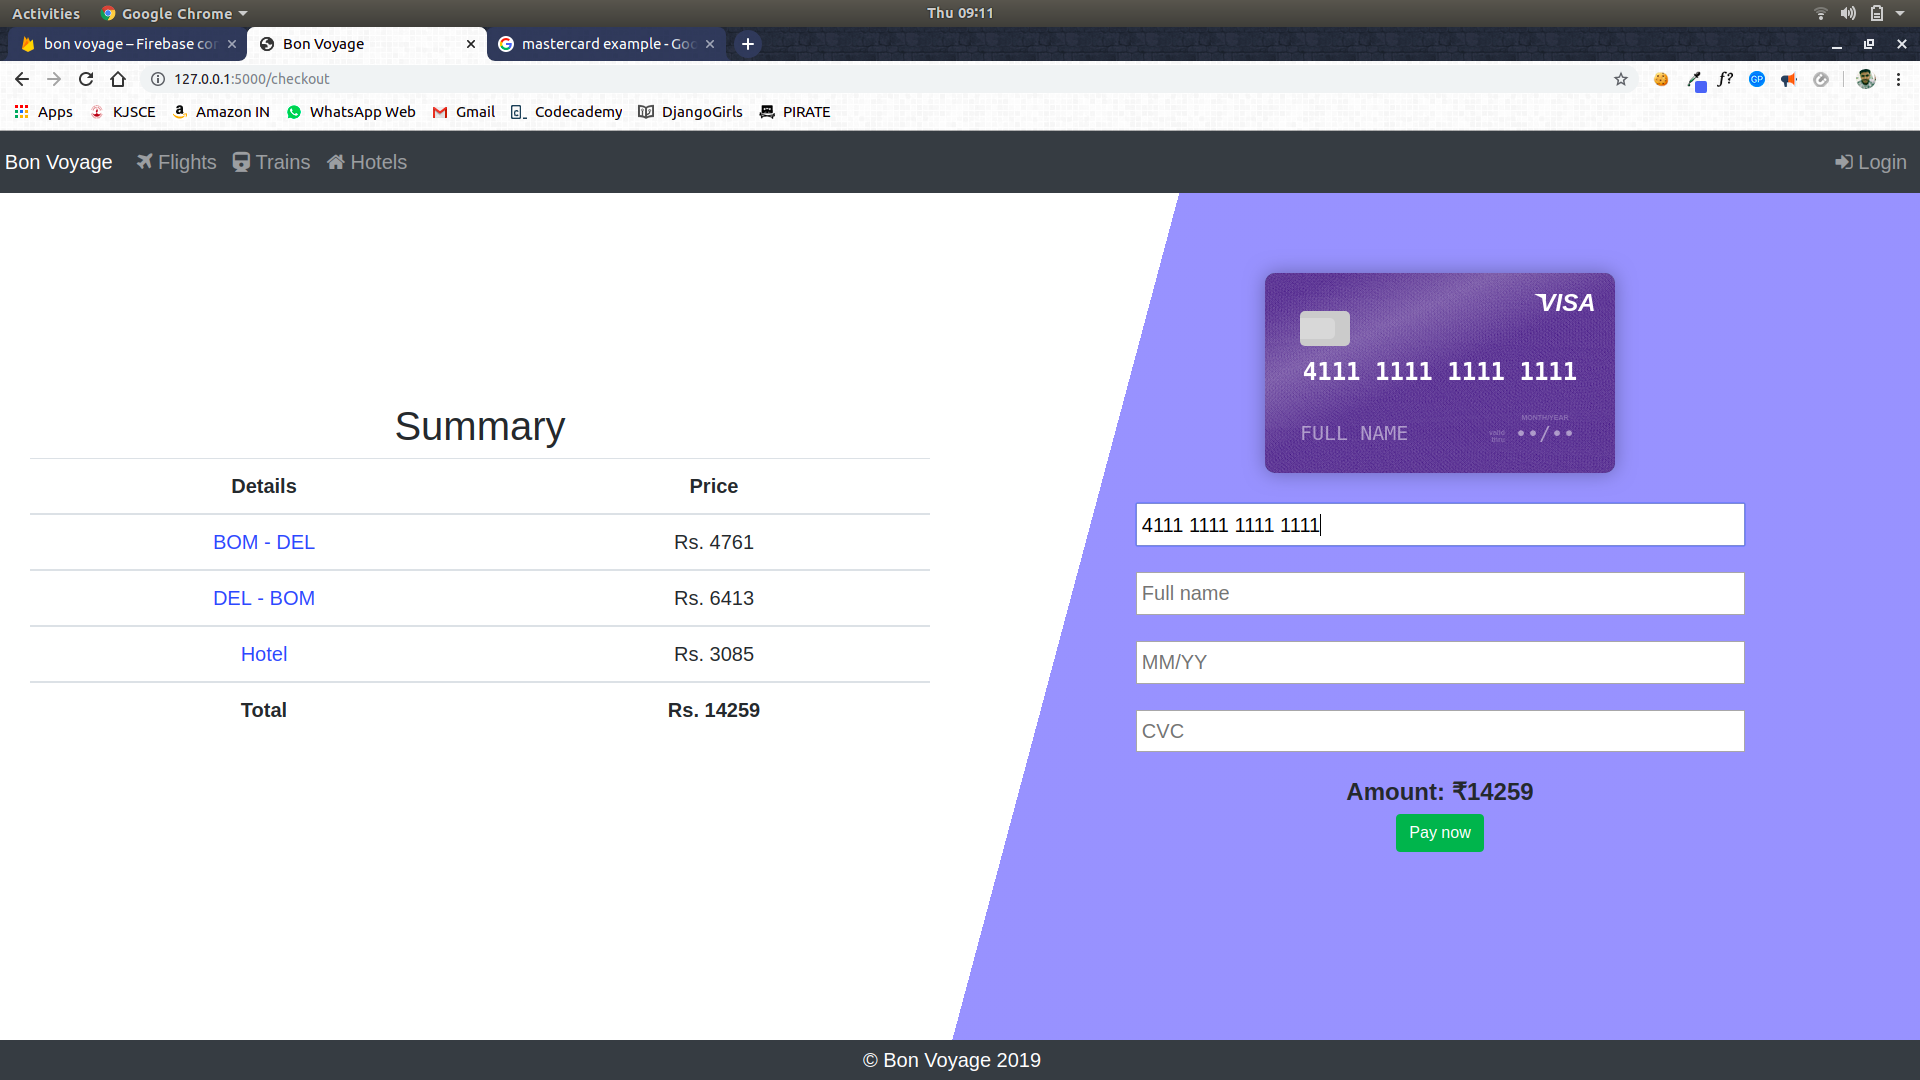 Activities Google Chrome Thu 09:11
bon voyage – Firebase con Bon Voyage mastercard example - Goo
127.0.0.1:5000/checkout f? GP
Apps KJSCE Amazon IN WhatsApp Web Gmail Codecademy DjangoGirls PIRATE
Bon Voyage Flights Trains Hotels Login
Summary
Details Price
BOM - DEL Rs. 4761
DEL - BOM Rs. 6413
Hotel Rs. 3085
Total Rs. 14259
VISA
4111 1111 1111 1111
MONTH/YEAR
FULL NAME valid thru ••/••
4111 1111 1111 1111
Full name
MM/YY
CVC
Amount: ₹14259
Pay now
© Bon Voyage 2019